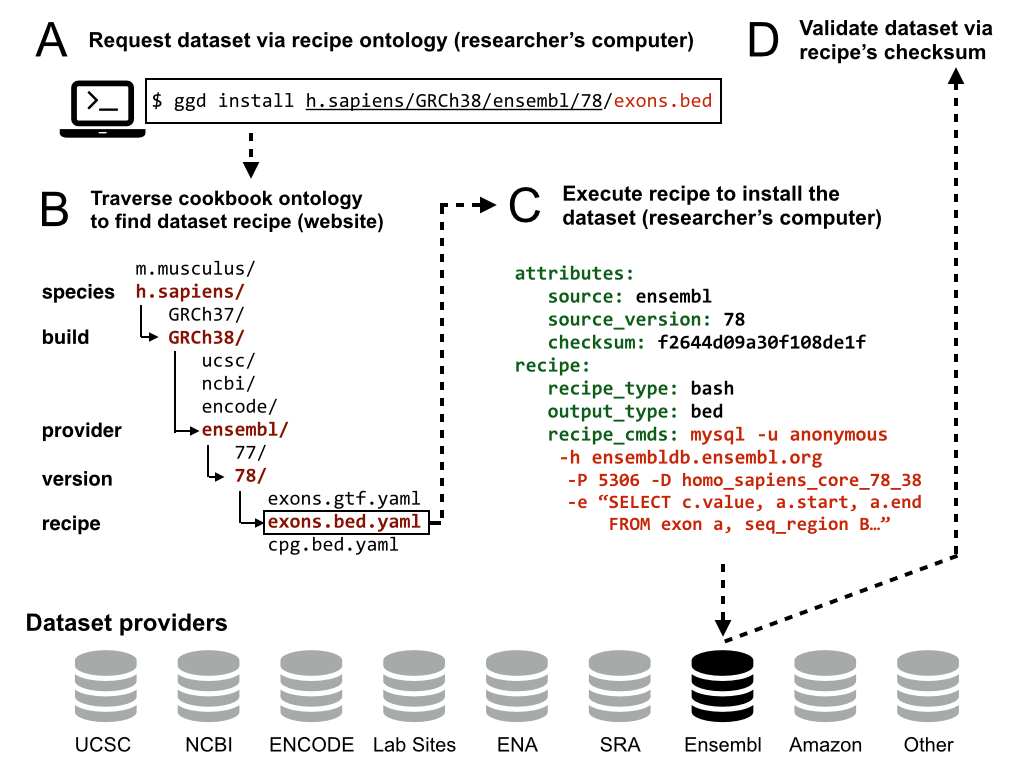 A
Request dataset via recipe ontology (researcher's computer)
>_
$ ggd install h.sapiens/GRCh38/ensembl/78/exons.bed
D
Validate dataset via
recipe's checksum
B
Traverse cookbook ontology
to find dataset recipe (website)
m.musculus/
species h.sapiens/
GRCh37/
build GRCh38/
ucsc/
ncbi/
encode/
provider ensembl/
77/
version 78/
exons.gtf.yaml
recipe exons.bed.yaml
cpg.bed.yaml
C
Execute recipe to install the
dataset (researcher's computer)
attributes:
source: ensembl
source_version: 78
checksum: f2644d09a30f108de1f
recipe:
recipe_type: bash
output_type: bed
recipe_cmds: mysql -u anonymous
-h ensembldb.ensembl.org
-P 5306 -D homo_sapiens_core_78_38
-e “SELECT c.value, a.start, a.end
FROM exon a, seq_region B…”
Dataset providers
UCSC NCBI ENCODE Lab Sites ENA SRA Ensembl Amazon Other